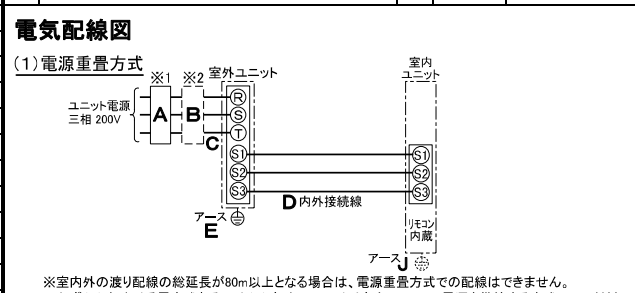 電気配線図
(1)電源重畳方式
※1 ※2 室外ユニット
室内
ユニット
ユニット電源
三相 200V
A
B
C
R
S
T
S1
S2
S3
S1
S2
S3
D 内外接続線
リモコン
内蔵
アース
E
アース J
※室内外の渡り配線の総延長が80m以上となる場合は、電源重畳方式での配線はできません。